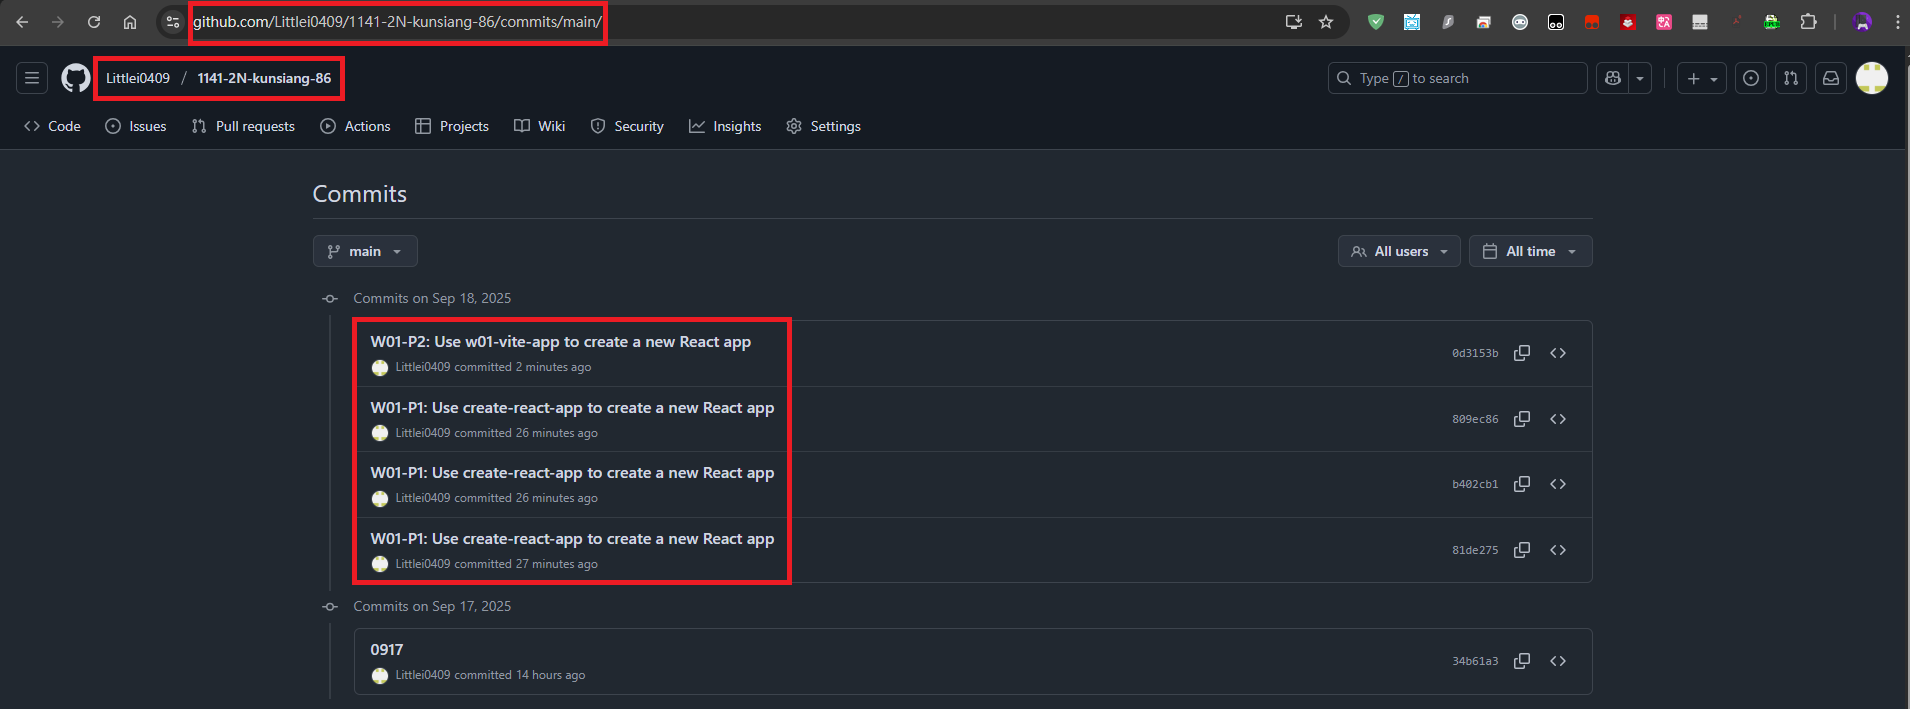 github.com/Littlei0409/1141-2N-kunsiang-86/commits/main/
Littlei0409 / 1141-2N-kunsiang-86
Type / to search
Code Issues Pull requests Actions Projects Wiki Security Insights Settings
Commits
main
All users All time
Commits on Sep 18, 2025
W01-P2: Use w01-vite-app to create a new React app
0d3153b
Littlei0409 committed 2 minutes ago
W01-P1: Use create-react-app to create a new React app
809ec86
Littlei0409 committed 26 minutes ago
W01-P1: Use create-react-app to create a new React app
b402cb1
Littlei0409 committed 26 minutes ago
W01-P1: Use create-react-app to create a new React app
81de275
Littlei0409 committed 27 minutes ago
Commits on Sep 17, 2025
0917
34b61a3
Littlei0409 committed 14 hours ago